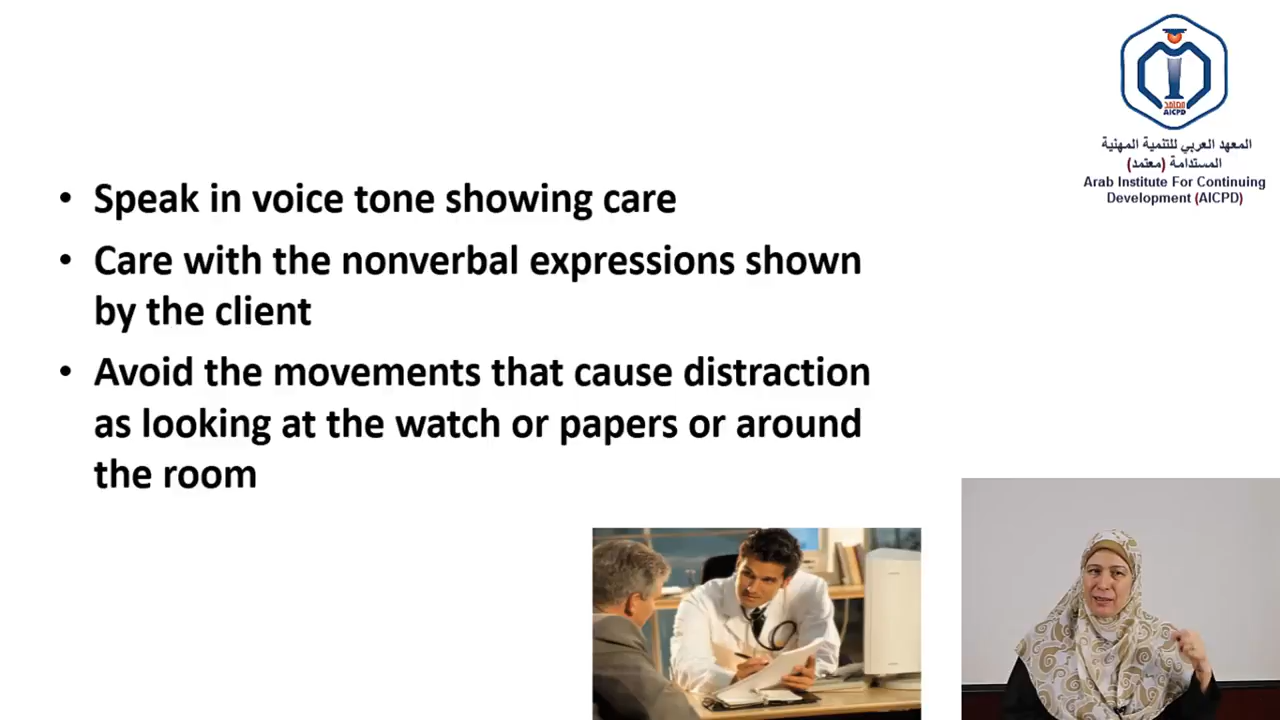 معتمد
AICPD
المعهد العربي للتنمية المهنية
المستدامة (معتمد)
Arab Institute For Continuing
Development (AICPD)
• Speak in voice tone showing care
• Care with the nonverbal expressions shown
by the client
• Avoid the movements that cause distraction
as looking at the watch or papers or around
the room